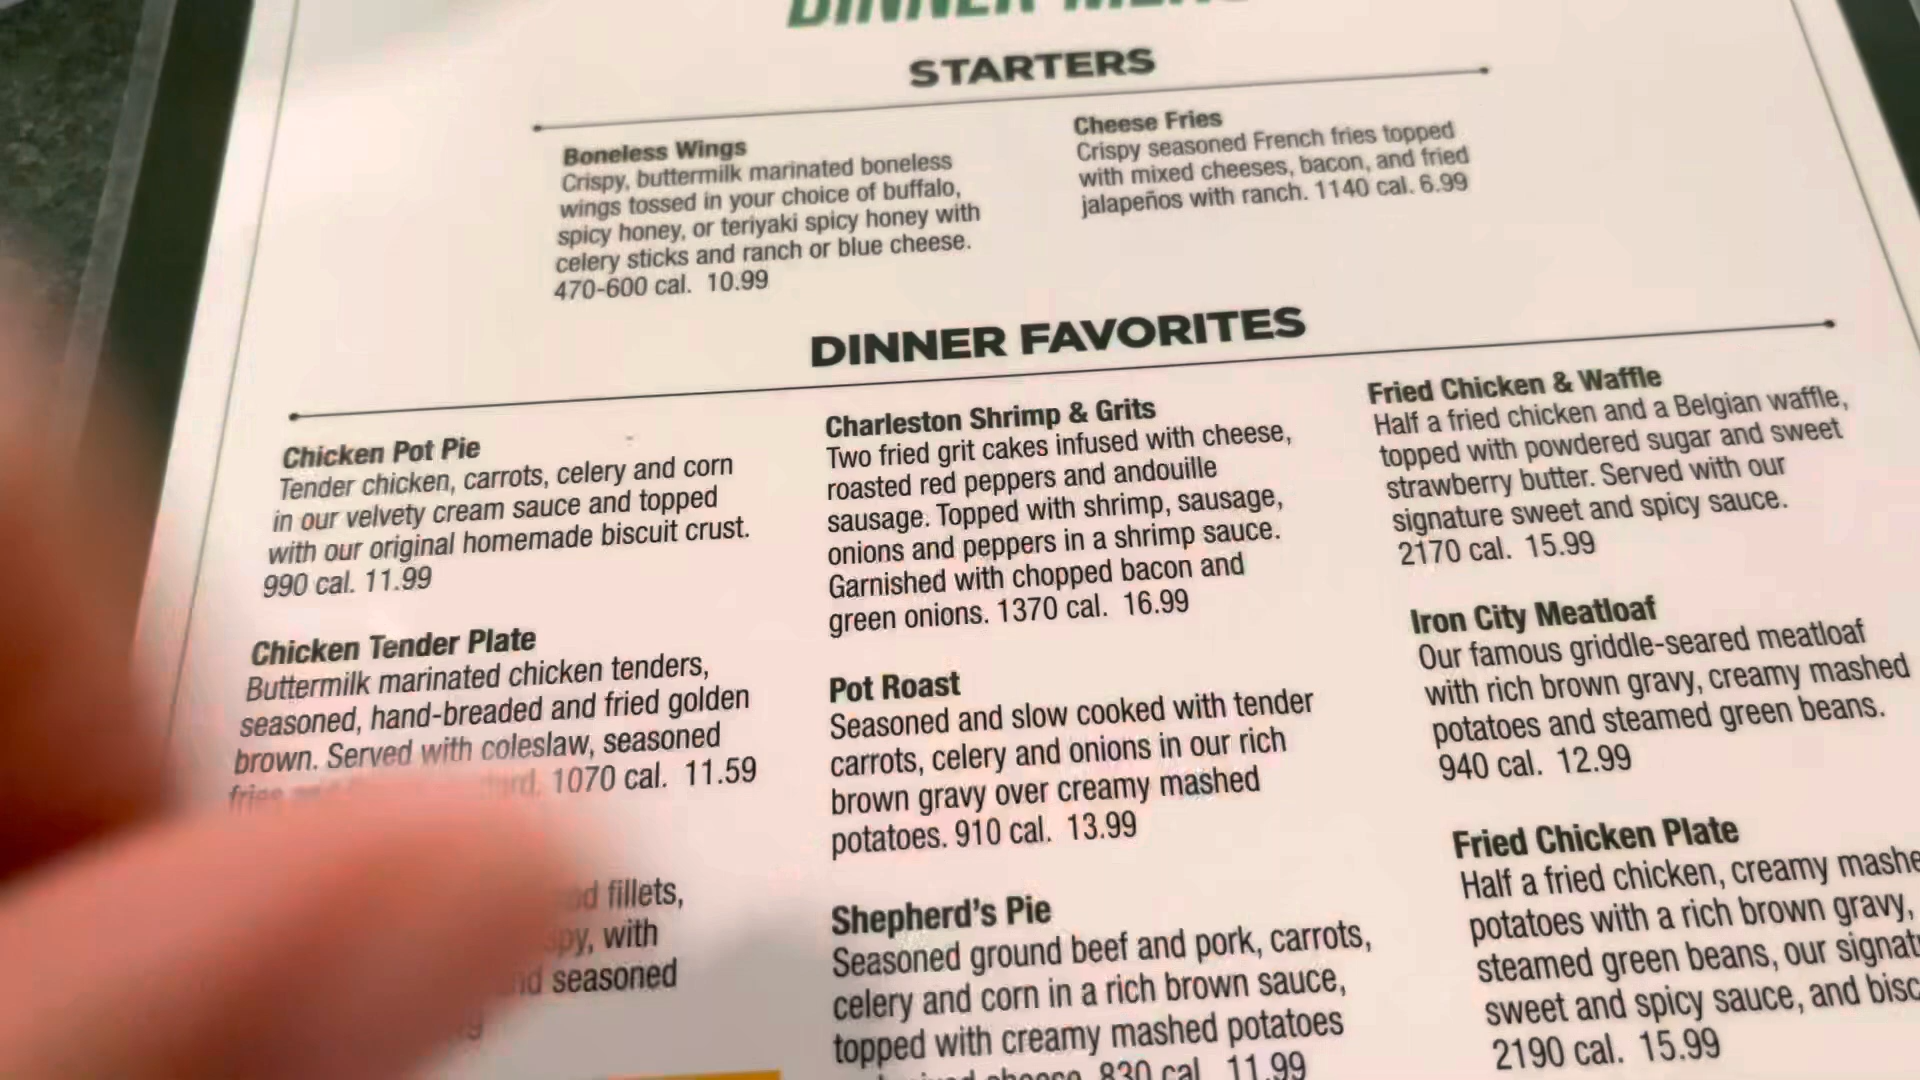 DINNER MENU
STARTERS
Boneless Wings
Crispy, buttermilk marinated boneless
wings tossed in your choice of buffalo,
spicy honey, or teriyaki spicy honey with
celery sticks and ranch or blue cheese.
470-600 cal. 10.99
Cheese Fries
Crispy seasoned French fries topped
with mixed cheeses, bacon, and fried
jalapeños with ranch. 1140 cal. 6.99
DINNER FAVORITES
Chicken Pot Pie
Tender chicken, carrots, celery and corn
in our velvety cream sauce and topped
with our original homemade biscuit crust.
990 cal. 11.99
Chicken Tender Plate
Buttermilk marinated chicken tenders,
seasoned, hand-breaded and fried golden
brown. Served with coleslaw, seasoned
fries 1070 cal. 11.59
fillets,
with
seasoned
Charleston Shrimp & Grits
Two fried grit cakes infused with cheese,
roasted red peppers and andouille
sausage. Topped with shrimp, sausage,
onions and peppers in a shrimp sauce.
Garnished with chopped bacon and
green onions. 1370 cal. 16.99
Pot Roast
Seasoned and slow cooked with tender
carrots, celery and onions in our rich
brown gravy over creamy mashed
potatoes. 910 cal. 13.99
Shepherd's Pie
Seasoned ground beef and pork, carrots,
celery and corn in a rich brown sauce,
topped with creamy mashed potatoes
cheese. 830 cal. 11.99
Fried Chicken & Waffle
Half a fried chicken and a Belgian waffle,
topped with powdered sugar and sweet
strawberry butter. Served with our
signature sweet and spicy sauce.
2170 cal. 15.99
Iron City Meatloaf
Our famous griddle-seared meatloaf
with rich brown gravy, creamy mashed
potatoes and steamed green beans.
940 cal. 12.99
Fried Chicken Plate
Half a fried chicken, creamy mashe
potatoes with a rich brown gravy,
steamed green beans, our signatu
sweet and spicy sauce, and bisc
2190 cal. 15.99